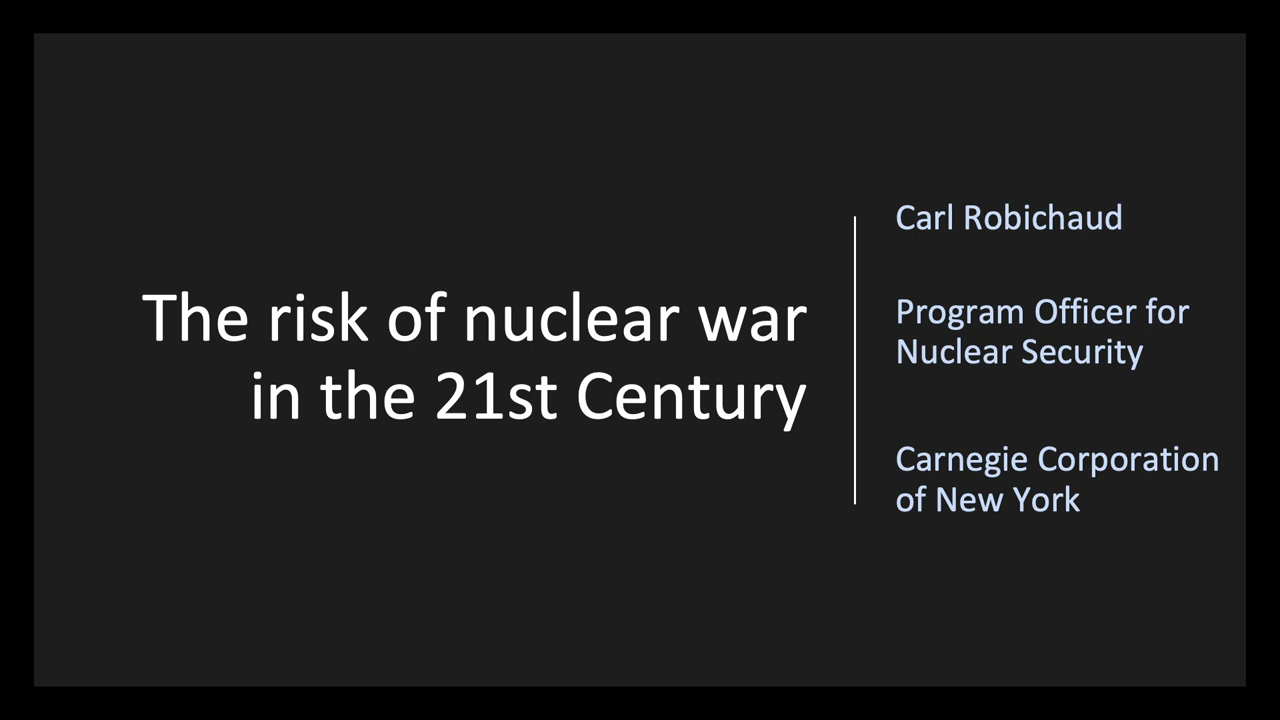 The risk of nuclear war
in the 21st Century
Carl Robichaud
Program Officer for
Nuclear Security
Carnegie Corporation
of New York